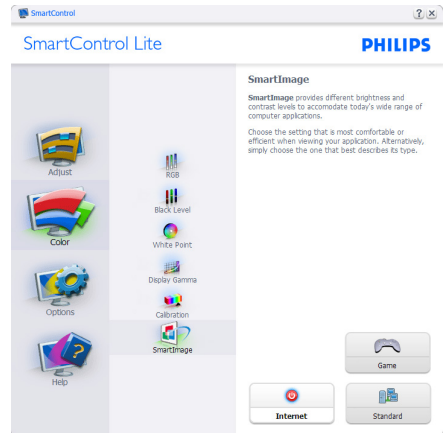 SmartControl
SmartControl Lite
PHILIPS
Adjust
Color
Options
Help
RGB
Black Level
White Point
Display Gamma
Calibration
SmartImage
SmartImage
SmartImage provides different brightness and
contrast levels to accomodate today's wide range of
computer applications.
Choose the setting that is most comfortable or
efficient when viewing your application. Alternatively,
simply choose the one that best describes its type.
Game
Internet
Standard